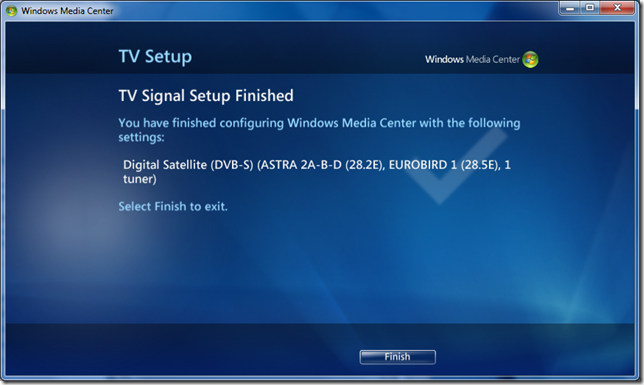 Windows Media Center
TV Setup
Windows Media Center
TV Signal Setup Finished
You have finished configuring Windows Media Center with the following
settings:
Digital Satellite (DVB-S) (ASTRA 2A-B-D (28.2E), EUROBIRD 1 (28.5E), 1
tuner)
Select Finish to exit.
Finish